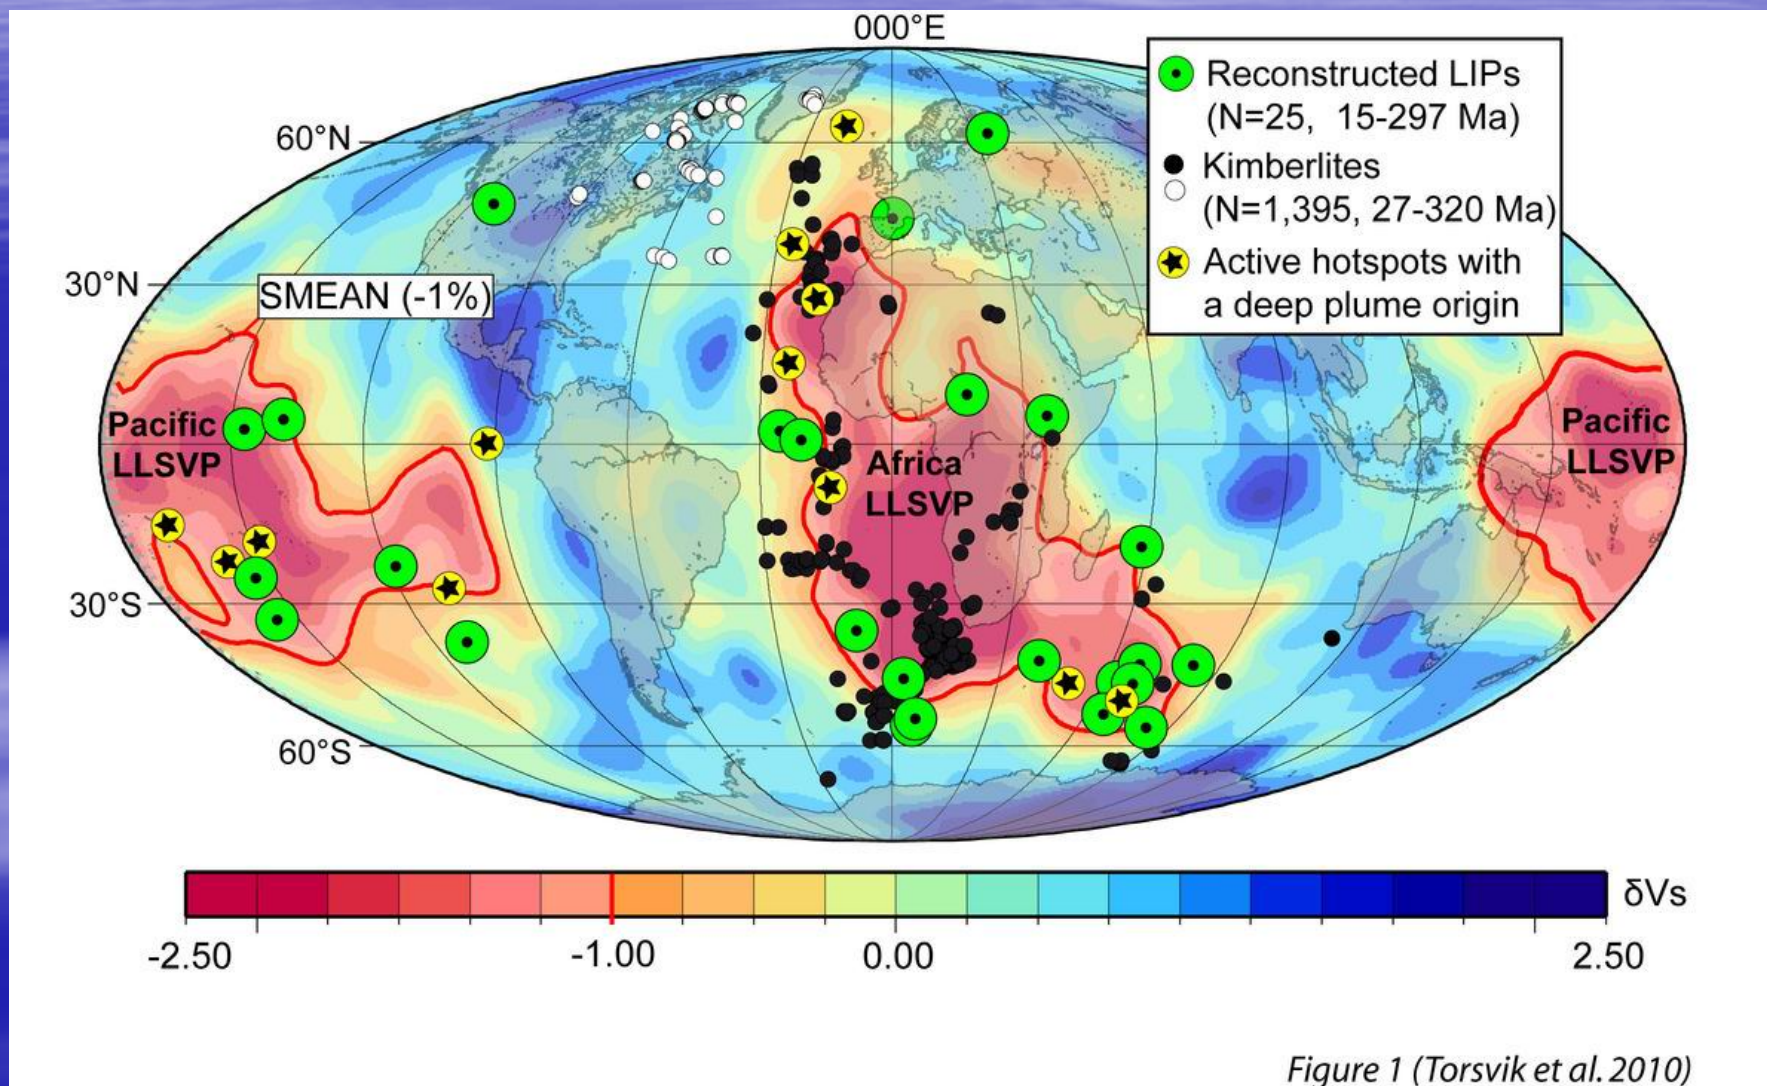 000°E
Reconstructed LIPs
(N=25, 15-297 Ma)
Kimberlites
(N=1,395, 27-320 Ma)
Active hotspots with
a deep plume origin
60°N
30°N
SMEAN (-1%)
Pacific
LLSVP
Africa
LLSVP
Pacific
LLSVP
30°S
60°S
δVs
-2.50
-1.00
0.00
2.50
Figure 1 (Torsvik et al. 2010)